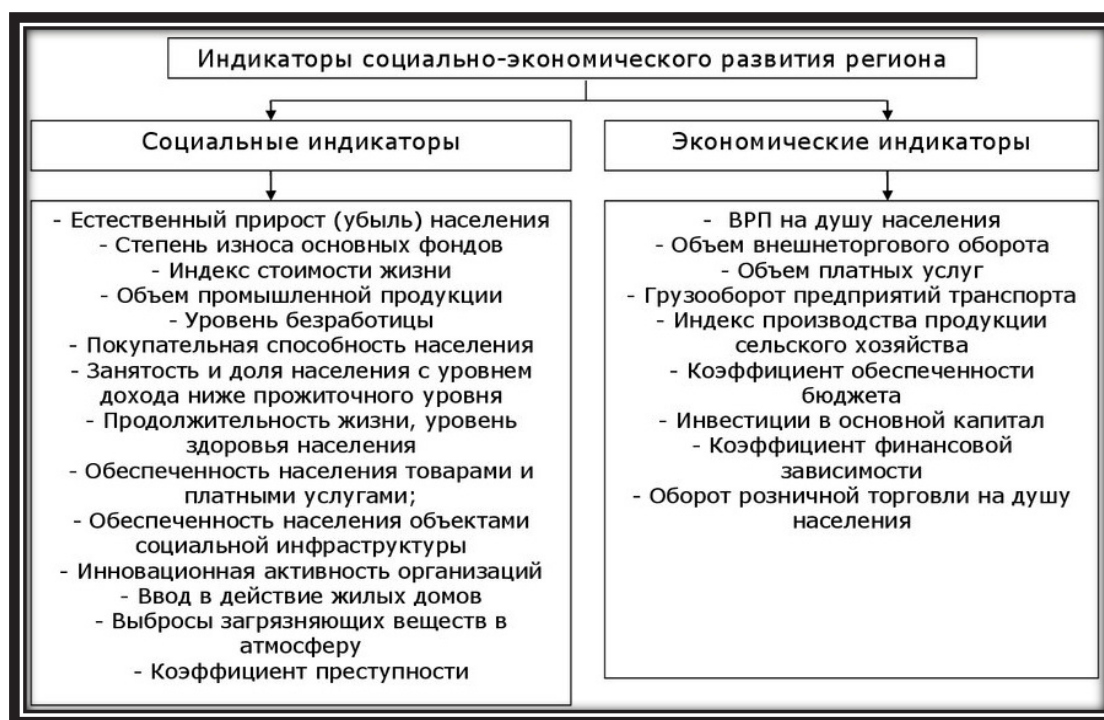 Индикаторы социально-экономического развития региона
Социальные индикаторы
- Естественный прирост (убыль) населения
- Степень износа основных фондов
- Индекс стоимости жизни
- Объем промышленной продукции
- Уровень безработицы
- Покупательная способность населения
- Занятость и доля населения с уровнем
дохода ниже прожиточного уровня
- Продолжительность жизни, уровень
здоровья населения
- Обеспеченность населения товарами и
платными услугами;
- Обеспеченность населения объектами
социальной инфраструктуры
- Инновационная активность организаций
- Ввод в действие жилых домов
- Выбросы загрязняющих веществ в
атмосферу
- Коэффициент преступности
Экономические индикаторы
- ВРП на душу населения
- Объем внешнеторгового оборота
- Объем платных услуг
- Грузооборот предприятий транспорта
- Индекс производства продукции
сельского хозяйства
- Коэффициент обеспеченности
бюджета
- Инвестиции в основной капитал
- Коэффициент финансовой
зависимости
- Оборот розничной торговли на душу
населения